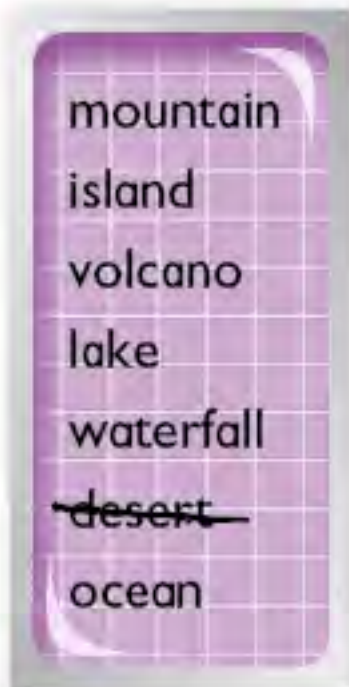 mountain
island
volcano
lake
waterfall
desert
ocean